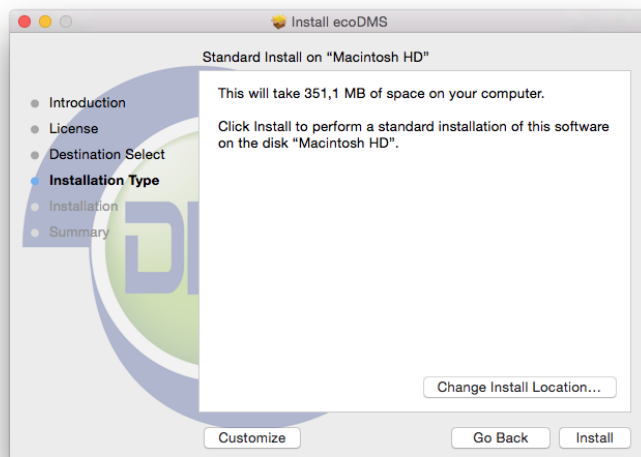 Install ecoDMS
Standard Install on “Macintosh HD”
Introduction
License
Destination Select
Installation Type
Installation
Summary
This will take 351,1 MB of space on your computer.
Click Install to perform a standard installation of this software
on the disk “Macintosh HD”.
Change Install Location...
Customize
Go Back
Install